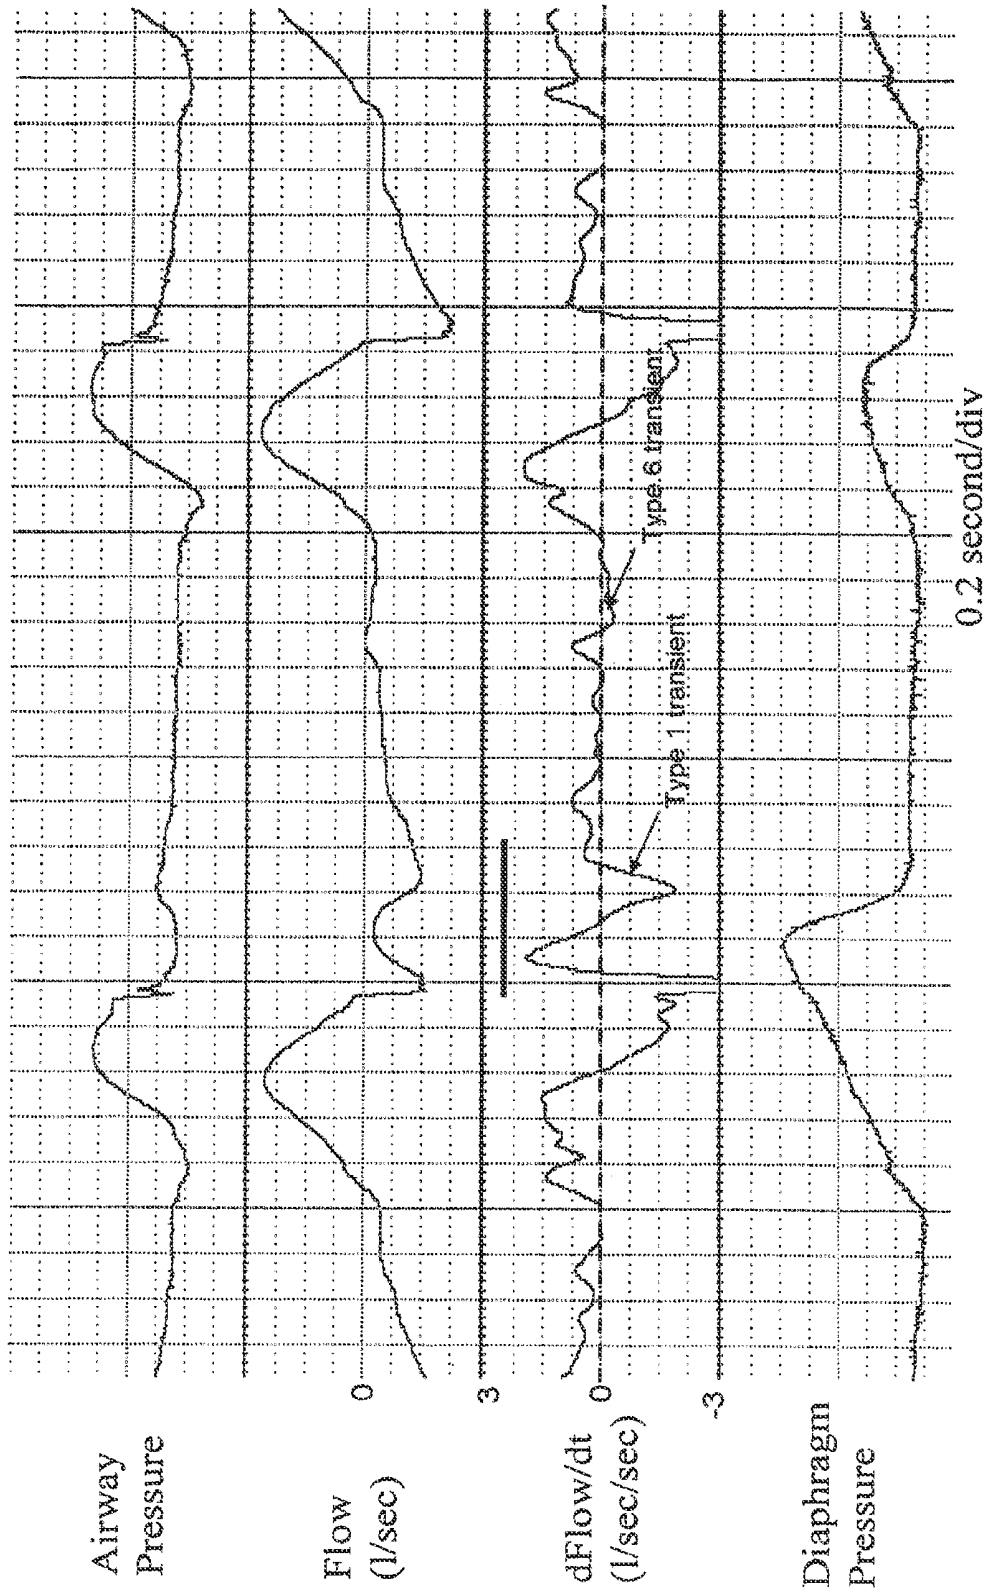 Airway
Pressure
Flow
(l/sec)
0
3
dFlow/dt
(l/sec/sec)
0
-3
Type 1 transient
Type 6 transient
Diaphragm
Pressure
0.2 second/div